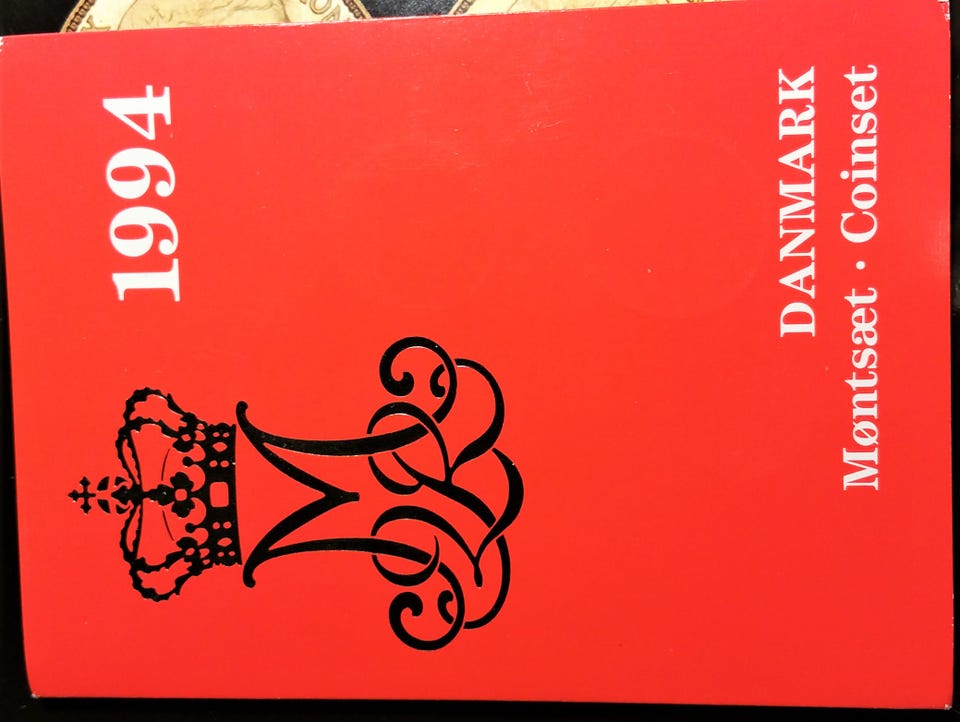 1994
DANMARK
Møntsæt · Coinset